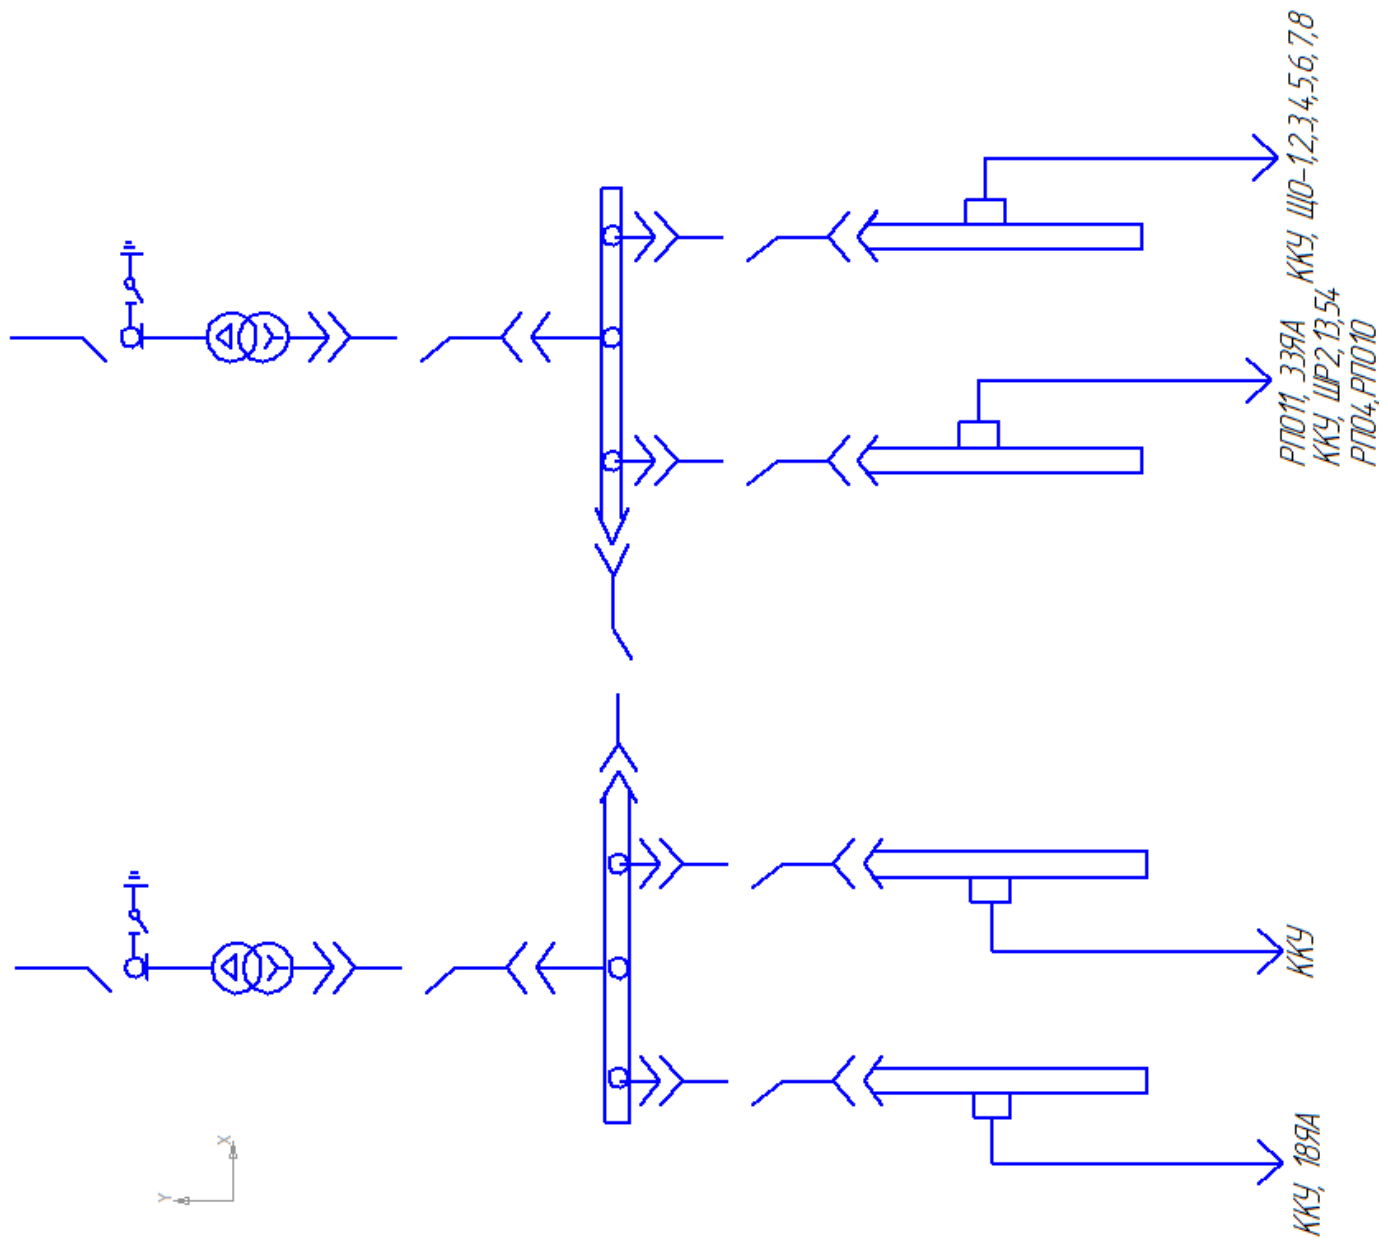 ККУ, 18ЯА
ККУ
РП011, 33ЯА
ККУ, ШР2,13,54
РП04,РП010
ККУ, ЩО-1,2,3,4,5,6,7,8
Y
X